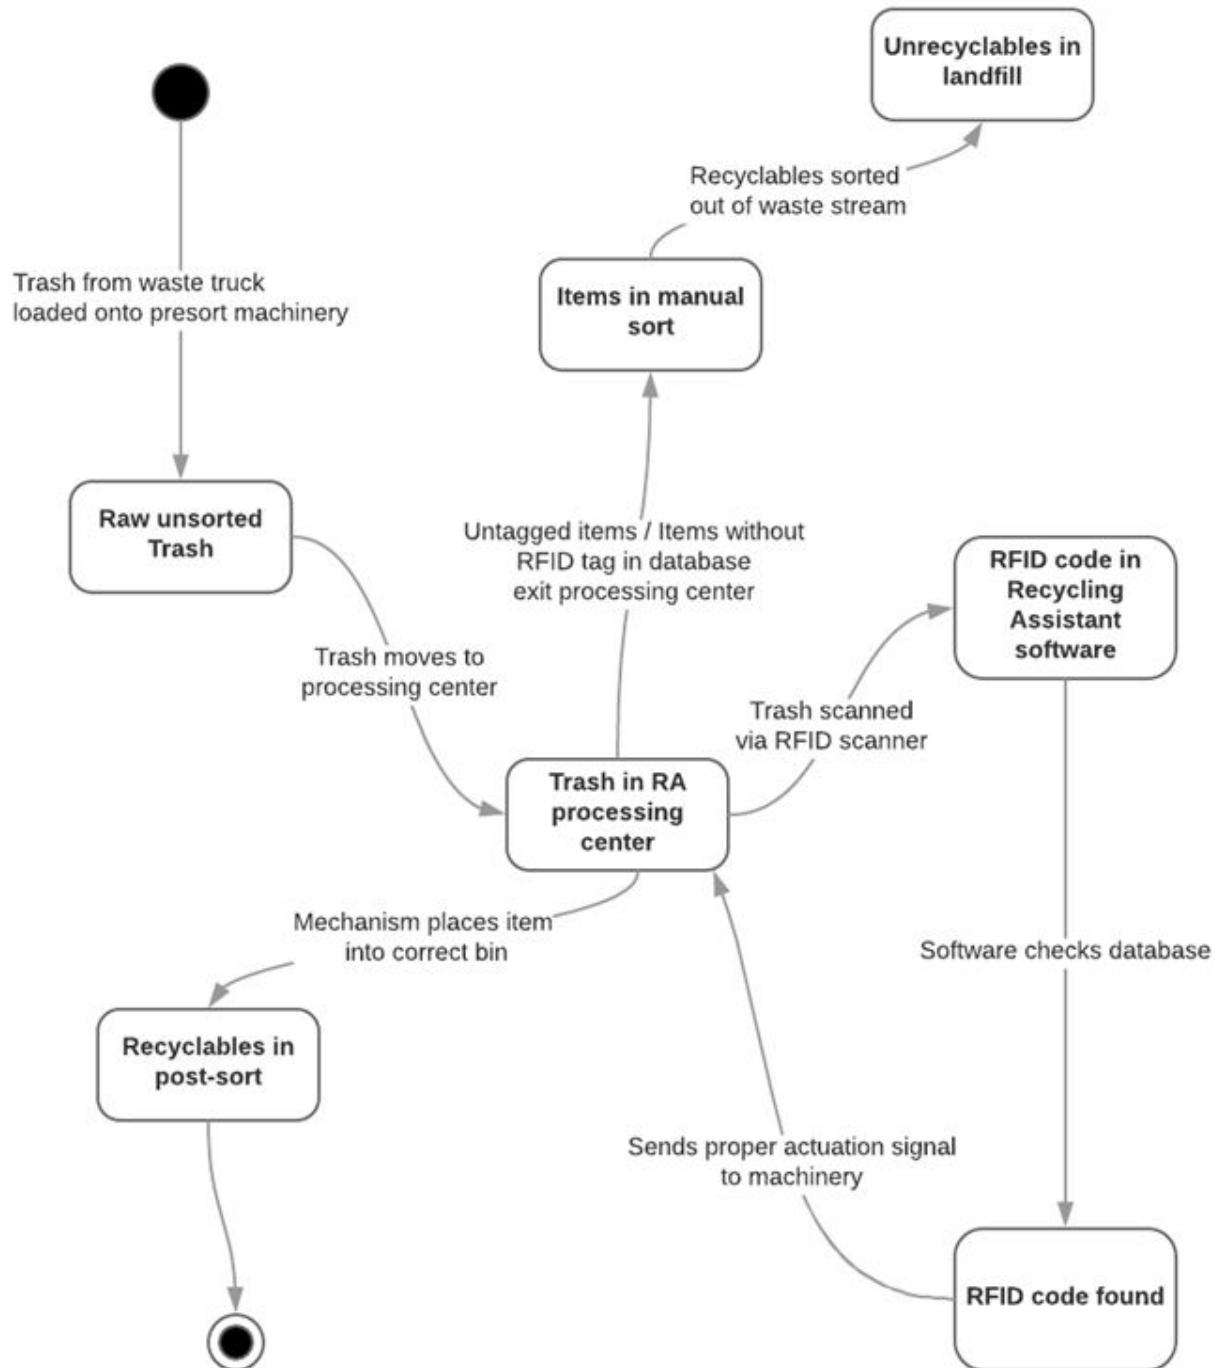 Unrecyclables in
landfill
Recyclables sorted
out of waste stream
Trash from waste truck
loaded onto presort machinery
Items in manual
sort
Raw unsorted
Trash
Untagged items / Items without
RFID tag in database
exit processing center
RFID code in
Recycling
Assistant
software
Trash moves to
processing center
Trash scanned
via RFID scanner
Trash in RA
processing
center
Mechanism places item
into correct bin
Software checks database
Recyclables in
post-sort
Sends proper actuation signal
to machinery
RFID code found